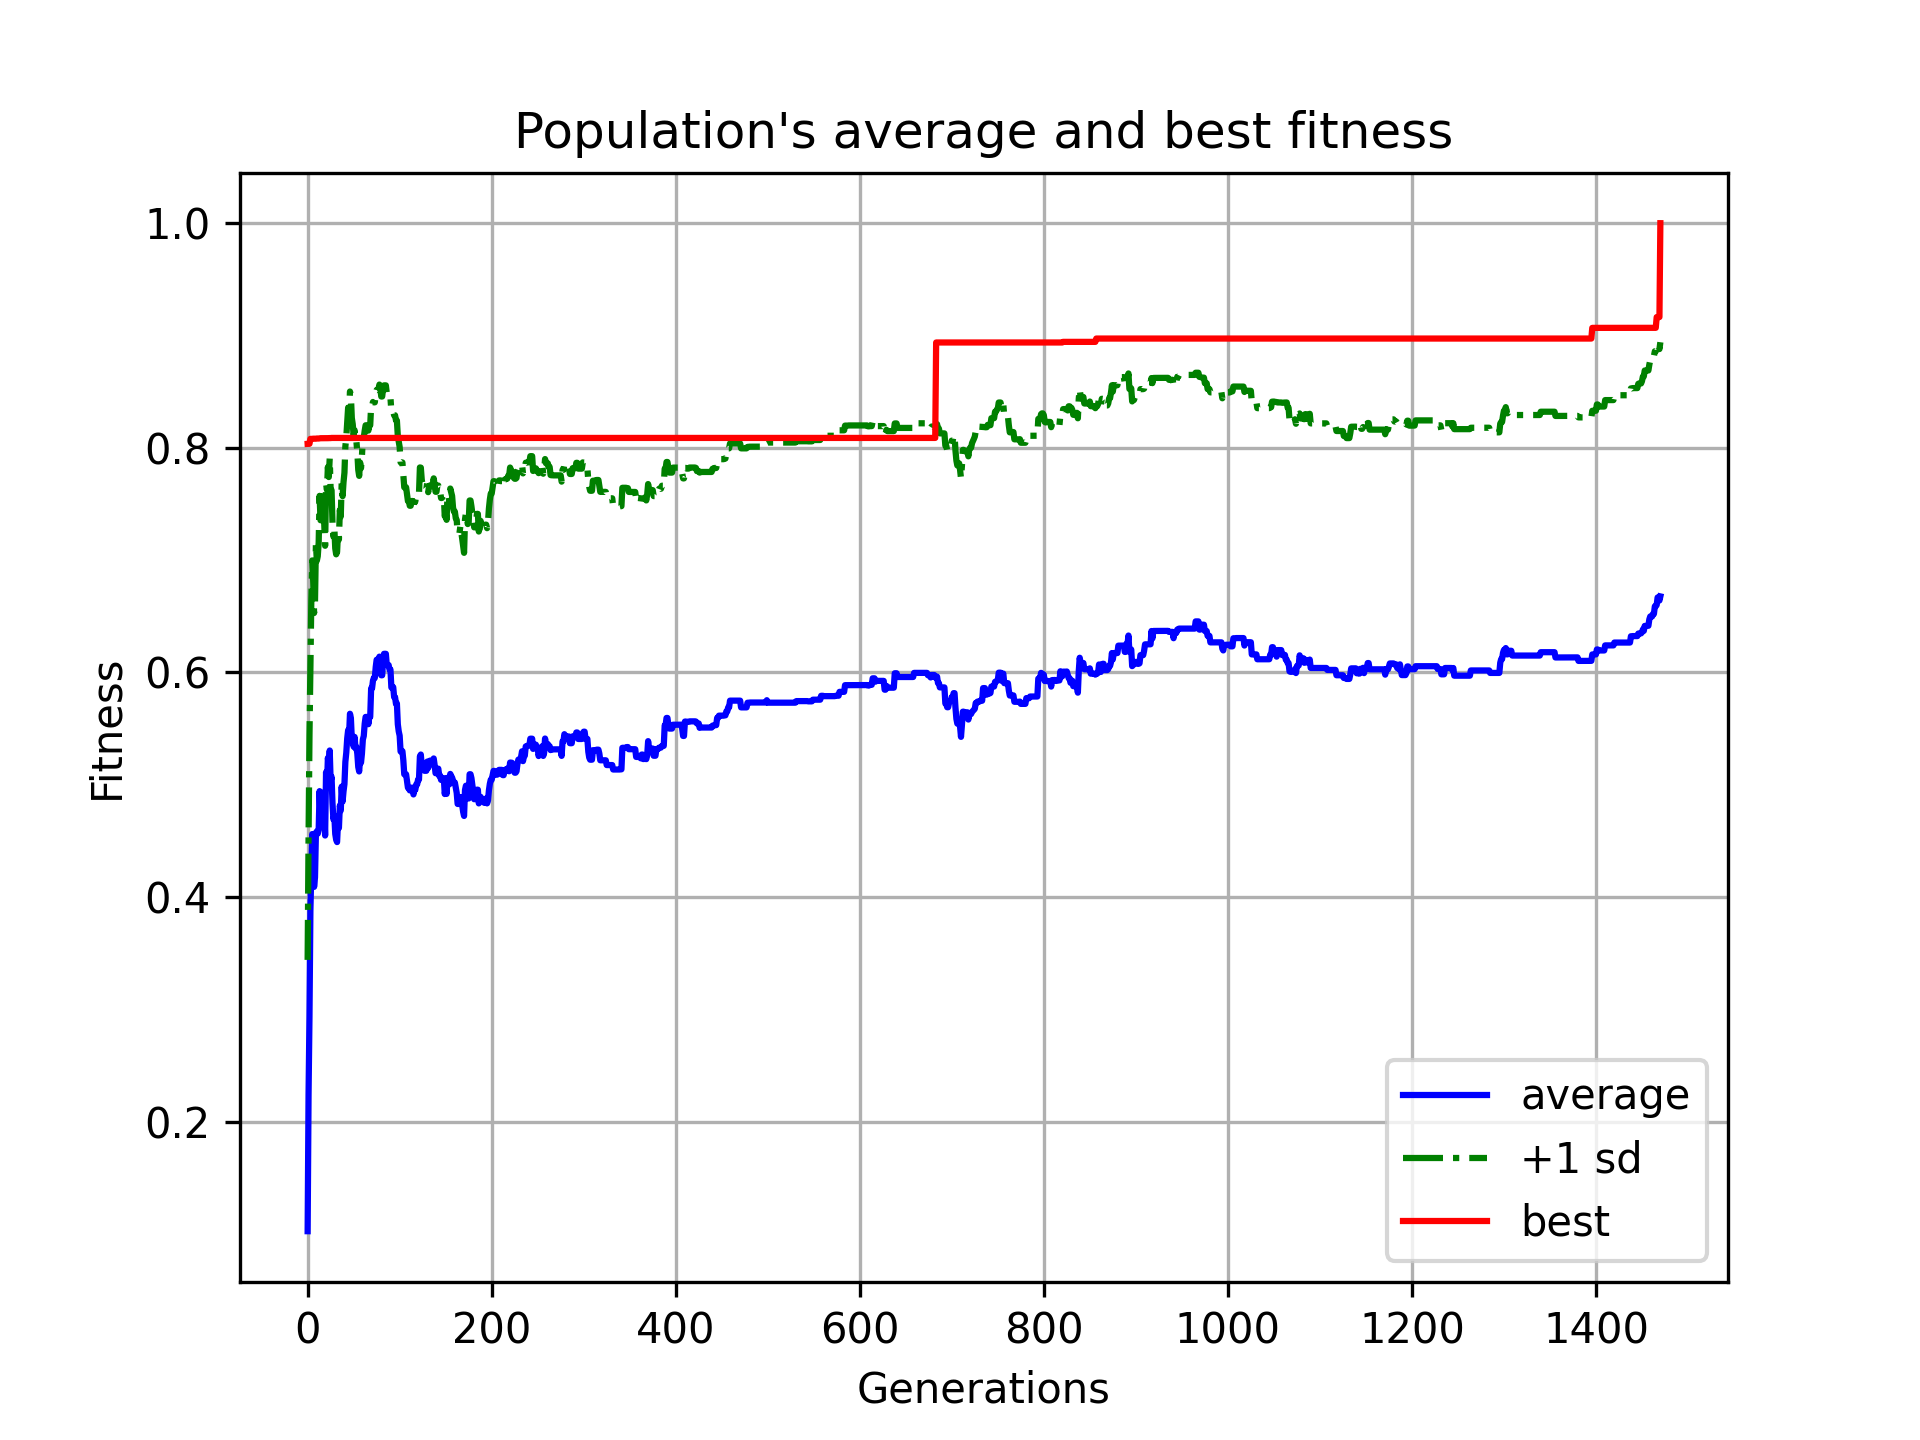 Population's average and best fitness
1.0
0.8
0.6
0.4
0.2
Fitness
0 200 400 600 800 1000 1200 1400
Generations
average
+1 sd
best